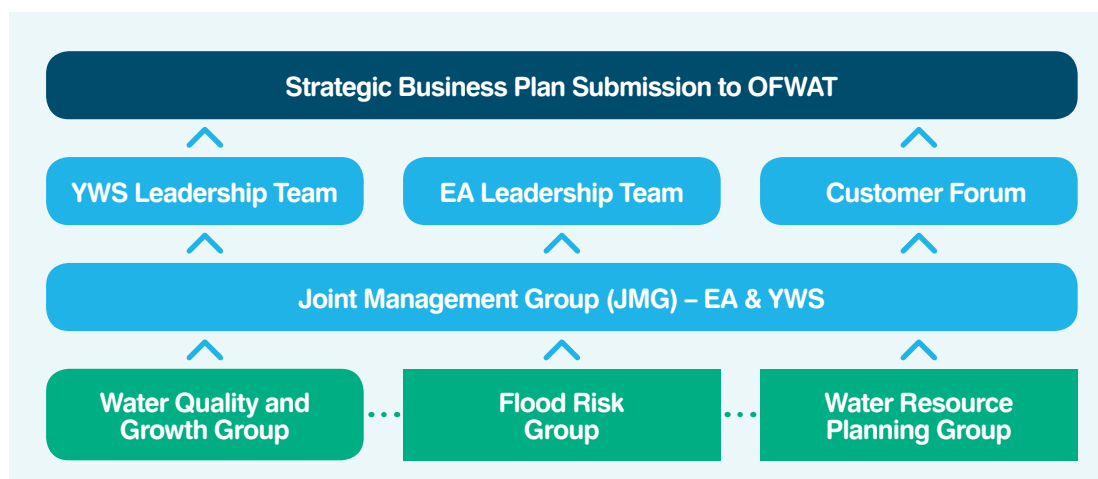 Strategic Business Plan Submission to OFWAT
YWS Leadership Team
EA Leadership Team
Customer Forum
Joint Management Group (JMG) – EA & YWS
Water Quality and
Growth Group
Flood Risk
Group
Water Resource
Planning Group